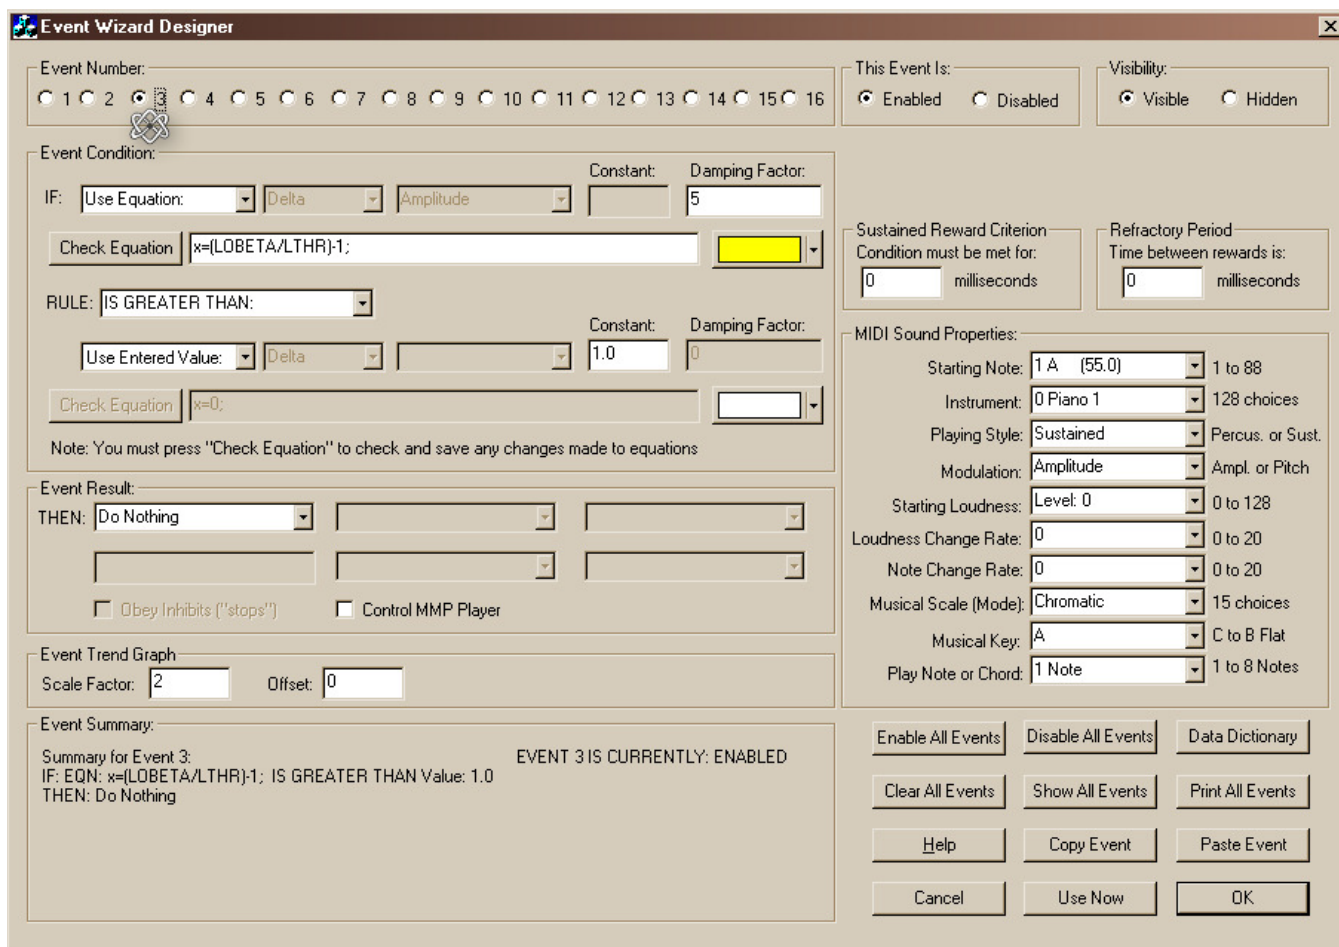 Event Wizard Designer
Event Number: This Event Is: Visibility:
1 2 3 4 5 6 7 8 9 10 11 12 13 14 15 16 Enabled Disabled Visible Hidden
Event Condition:
Constant: Damping Factor:
IF: Use Equation: Delta Amplitude 5
Check Equation x=(LOBETA/LTHR)-1;
RULE: IS GREATER THAN:
Constant: Damping Factor:
Use Entered Value: Delta 1.0 0
Check Equation x=0;
Note: You must press "Check Equation" to check and save any changes made to equations
Sustained Reward Criterion
Condition must be met for:
0 milliseconds
Refractory Period
Time between rewards is:
0 milliseconds
MIDI Sound Properties:
Starting Note: 1 A (55.0) 1 to 88
Instrument: 0 Piano 1 128 choices
Playing Style: Sustained Percus. or Sust.
Modulation: Amplitude Ampl. or Pitch
Starting Loudness: Level: 0 0 to 128
Loudness Change Rate: 0 0 to 20
Note Change Rate: 0 0 to 20
Musical Scale (Mode): Chromatic 15 choices
Musical Key: A C to B Flat
Play Note or Chord: 1 Note 1 to 8 Notes
Event Result:
THEN: Do Nothing
Obey Inhibits ("stops") Control MMP Player
Event Trend Graph
Scale Factor: 2 Offset: 0
Event Summary:
Summary for Event 3: EVENT 3 IS CURRENTLY: ENABLED
IF: EQN: x=(LOBETA/LTHR)-1; IS GREATER THAN Value: 1.0
THEN: Do Nothing
Enable All Events Disable All Events Data Dictionary
Clear All Events Show All Events Print All Events
Help Copy Event Paste Event
Cancel Use Now OK